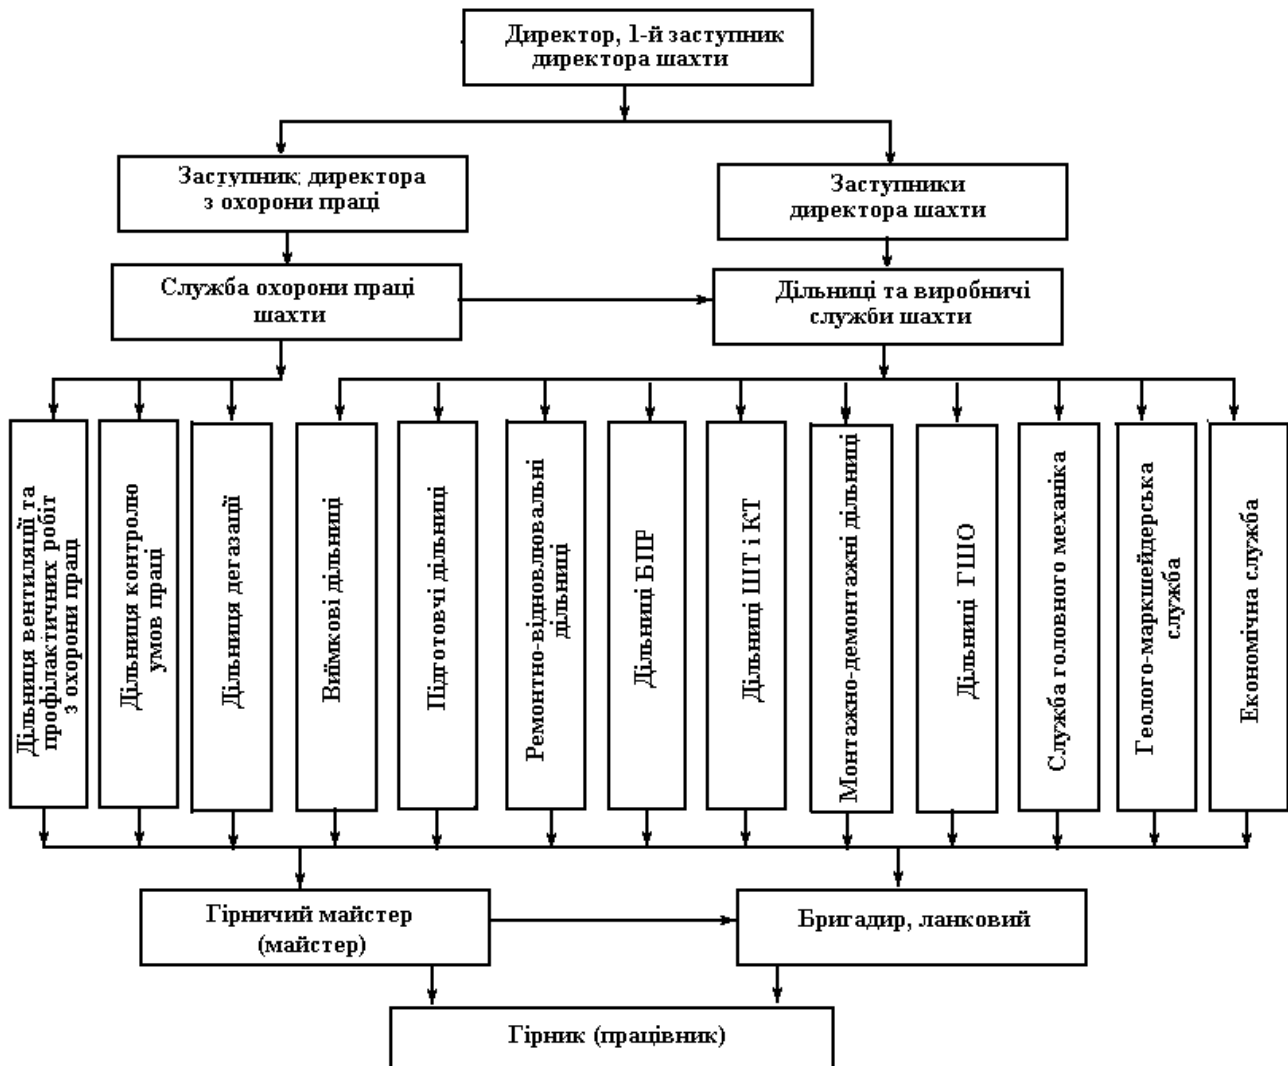 Директор, 1-й заступник
директора шахти
Заступник; директора
з охорони праці
Заступники
директора шахти
Служба охорони праці
шахти
Дільниці та виробничі
служби шахти
Дільниця вентиляції та
профілактичних робіт
з охорони праці
Дільниця контролю
умов праці
Дільниця дегазації
Виїмкові дільниці
Підготовчі дільниці
Ремонтно-відновлювальні
дільниці
Дільниці БПР
Дільниці ШТ і КТ
Монтажно-демонтажні дільниці
Дільниці ГШО
Служба головного механіка
Геолого-маркшейдерська
служба
Економічна служба
Гірничий майстер
(майстер)
Бригадир, ланковий
Гірник (працівник)